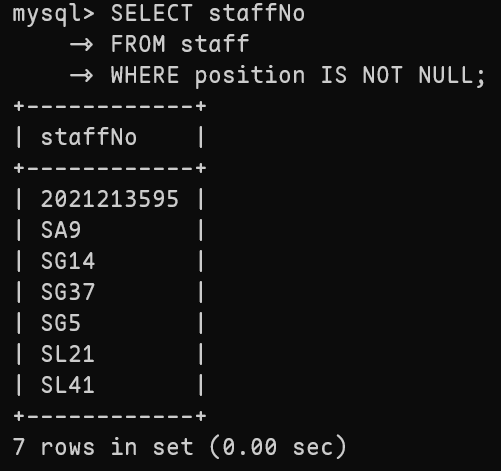 mysql> SELECT staffNo
    -> FROM staff
    -> WHERE position IS NOT NULL;
+------------+
| staffNo    |
+------------+
| 2021213595 |
| SA9        |
| SG14       |
| SG37       |
| SG5        |
| SL21       |
| SL41       |
+------------+
7 rows in set (0.00 sec)